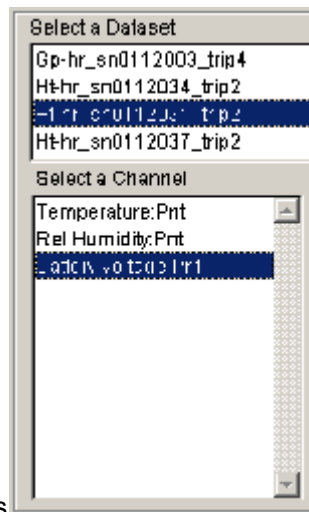 Select a Dataset
Gp-hr_sn0112003_trip4
Ht-hr_sn0112034_trip2
Ht-hr_sn0112037_trip2
Select a Channel
Temperature:Pnt
Rel Humidity:Pnt
s